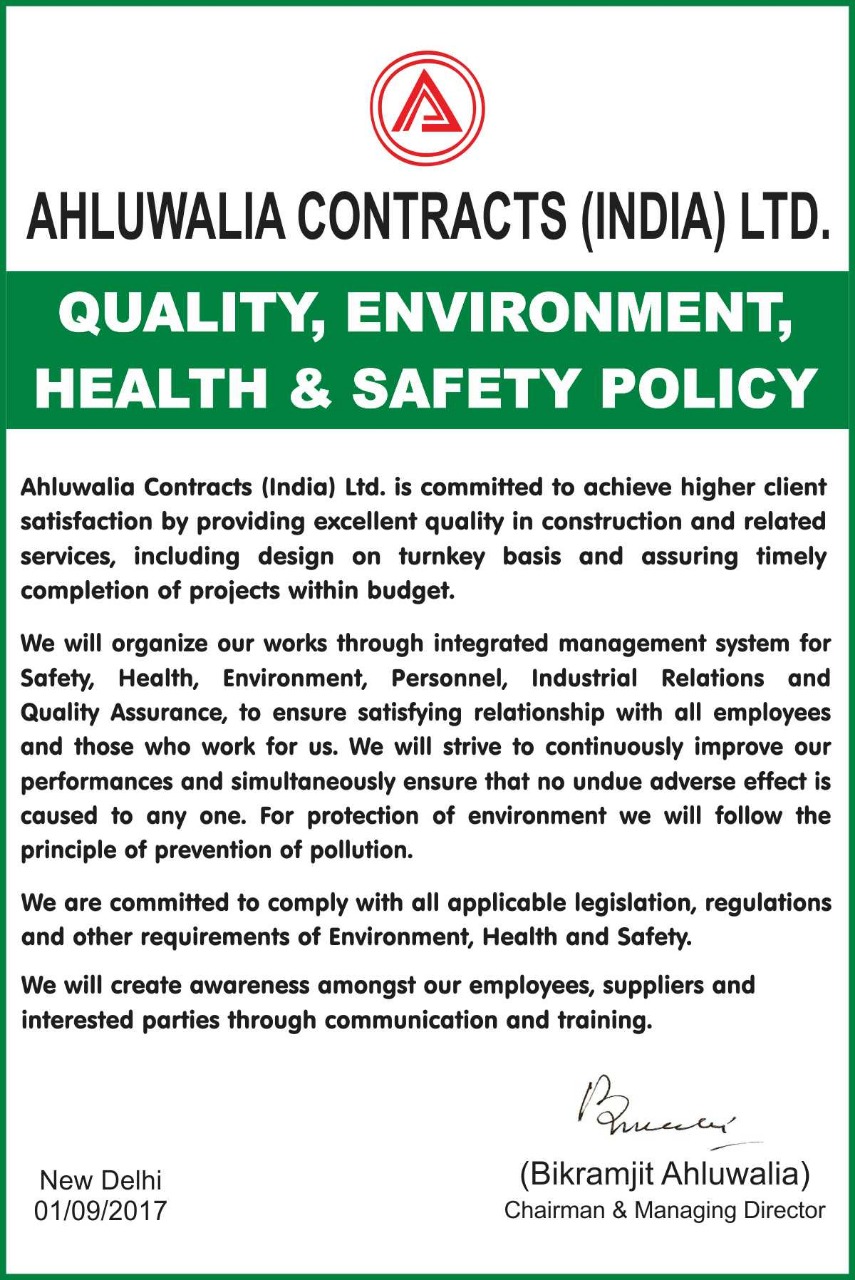 AHLUWALIA CONTRACTS (INDIA) LTD.
QUALITY, ENVIRONMENT,
HEALTH & SAFETY POLICY
Ahluwalia Contracts (India) Ltd. is committed to achieve higher client
satisfaction by providing excellent quality in construction and related
services, including design on turnkey basis and assuring timely
completion of projects within budget.
We will organize our works through integrated management system for
Safety, Health, Environment, Personnel, Industrial Relations and
Quality Assurance, to ensure satisfying relationship with all employees
and those who work for us. We will strive to continuously improve our
performances and simultaneously ensure that no undue adverse effect is
caused to any one. For protection of environment we will follow the
principle of prevention of pollution.
We are committed to comply with all applicable legislation, regulations
and other requirements of Environment, Health and Safety.
We will create awareness amongst our employees, suppliers and
interested parties through communication and training.
New Delhi
01/09/2017
(Bikramjit Ahluwalia)
Chairman & Managing Director